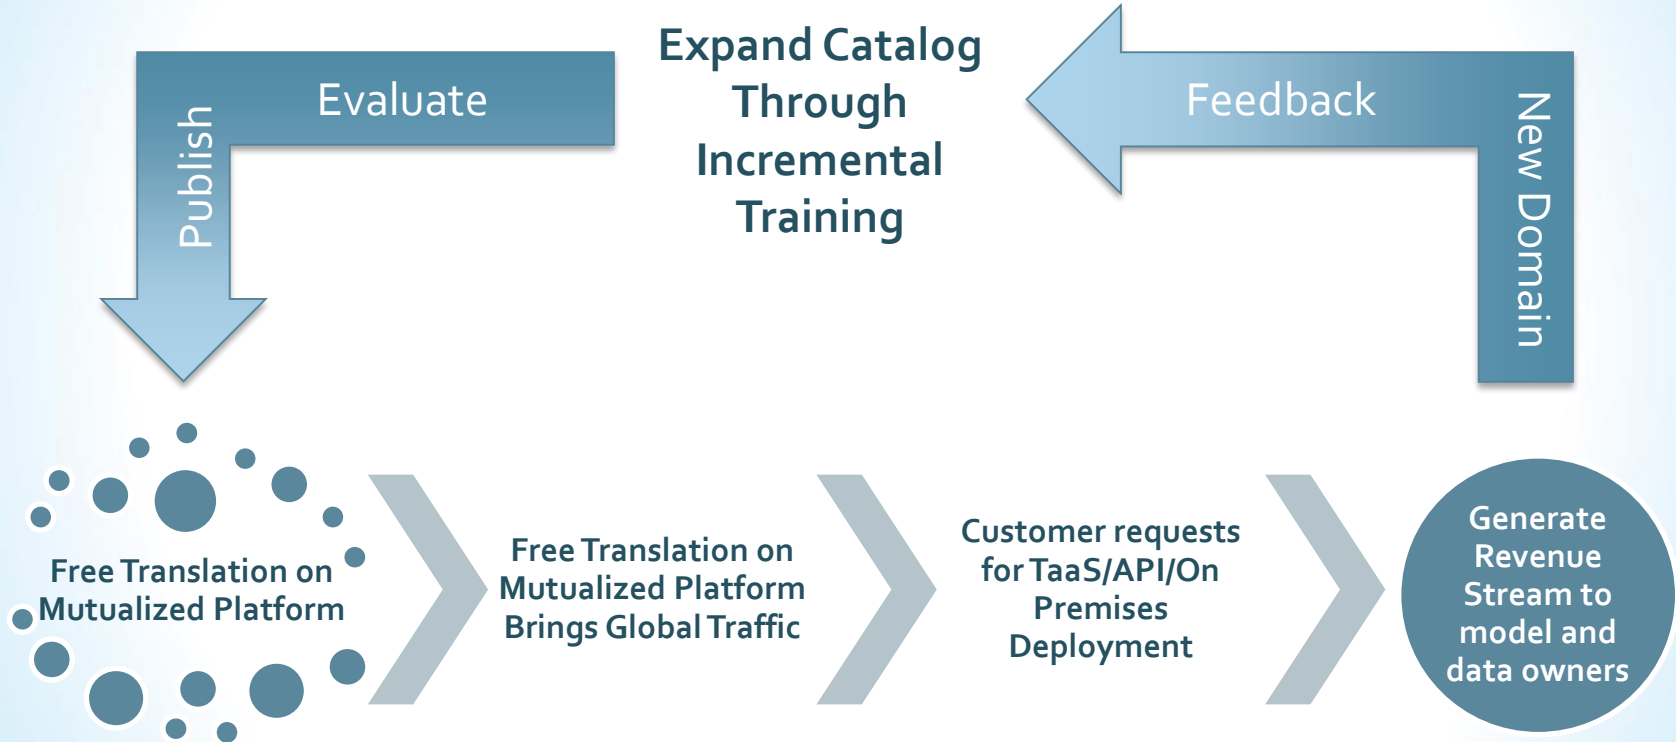 Expand Catalog
Through
Incremental
Training
Evaluate
Publish
Feedback
New Domain
Free Translation on
Mutualized Platform
Free Translation on
Mutualized Platform
Brings Global Traffic
Customer requests
for TaaS/API/On
Premises
Deployment
Generate
Revenue
Stream to
model and
data owners